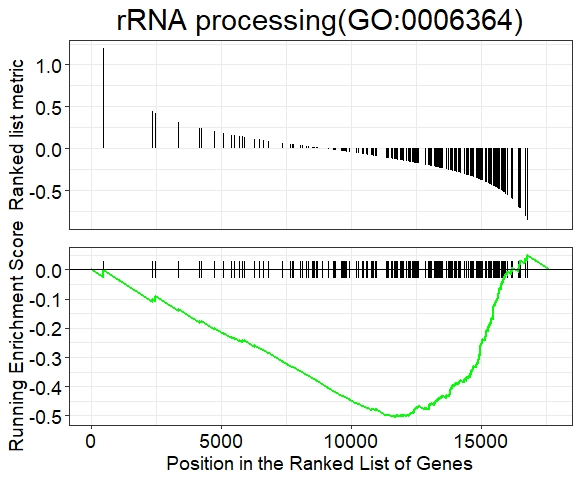 rRNA processing(GO:0006364)
Ranked list metric
1.0
0.5
0.0
-0.5
Running Enrichment Score
0.0
-0.1
-0.2
-0.3
-0.4
-0.5
0 5000 10000 15000
Position in the Ranked List of Genes